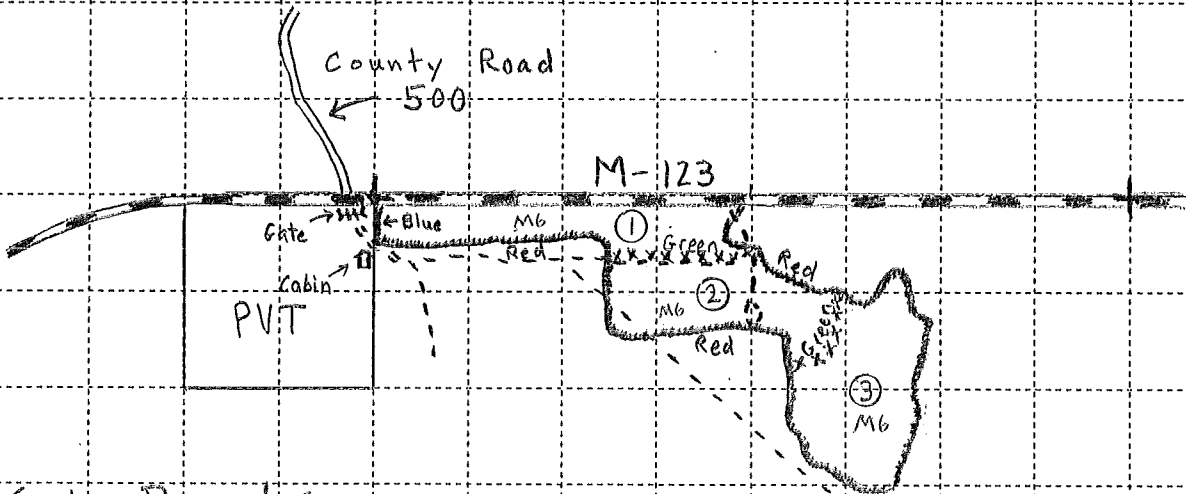 County Road
500
M-123
Gate
Blue
M6
1
Green
Red
Red
Cabin
PVT
M6
2
Green
Red
3
M6